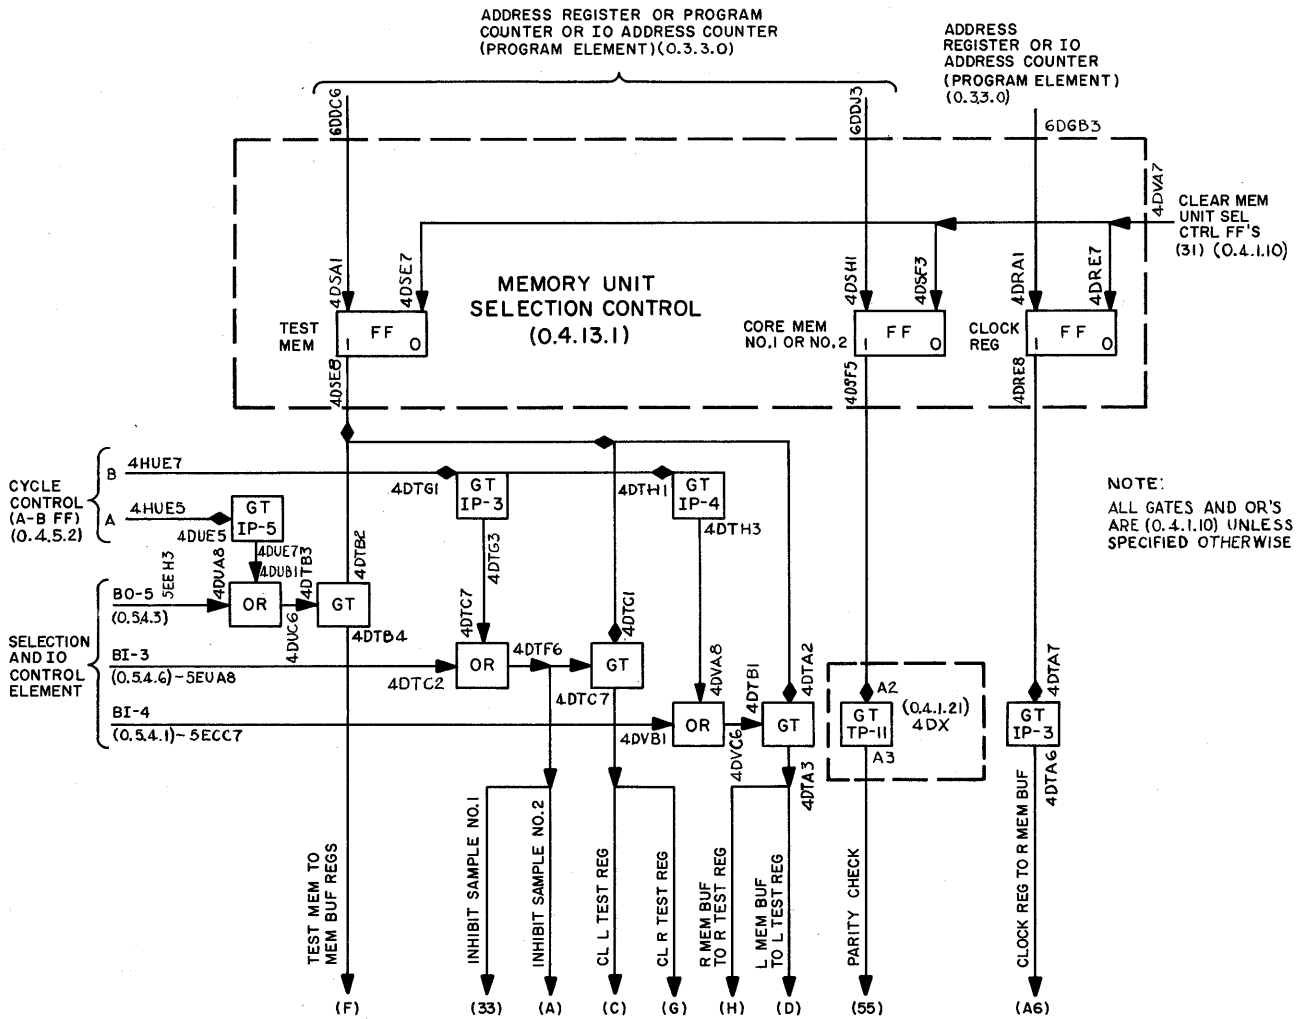 ADDRESS REGISTER OR PROGRAM
COUNTER OR IO ADDRESS COUNTER
(PROGRAM ELEMENT)(0.3.3.0)
ADDRESS
REGISTER OR IO
ADDRESS COUNTER
(PROGRAM ELEMENT)
(0.3.3.0)
6DDC6
6DDJ3
6DGB3
4DVA7
CLEAR MEM
UNIT SEL
CTRL FF'S
(31) (0.4.1.10)
4DSA1
4DSE7
MEMORY UNIT
SELECTION CONTROL
(0.4.13.1)
4DSH1
4DSF3
4DRA1
4DRE7
TEST
MEM
FF
1 0
CORE MEM
NO.1 OR NO.2
FF
1 0
CLOCK
REG
FF
1 0
4DSE8
4DSF5
4DRE8
CYCLE
CONTROL
(A-B FF)
(0.4.5.2)
B
4HUE7
A
4HUE5
4DTG1
GT
IP-3
4DTH1
GT
IP-4
4DTH3
GT
IP-5
4DUE5
4DUE7
4DUB1
4DTB3
4DTB2
4DTG3
NOTE:
ALL GATES AND OR'S
ARE (0.4.1.10) UNLESS
SPECIFIED OTHERWISE
SELECTION
AND IO
CONTROL
ELEMENT
5EEH3
4DUA8
BO-5
(0.5.4.3)
OR
4DUC6
GT
4DTB4
4DTC7
4DTG1
BI-3
(0.5.4.6)-5EUA8
4DTC2
OR
4DTF6
4DTC7
GT
4DVA8
4DTB1
4DTA2
BI-4
(0.5.4.1)-5ECC7
4DVB1
OR
4DVC6
GT
4DTA3
A2
GT
TP-11
A3
(0.4.1.21)
4DX
4DTA7
GT
IP-3
4DTA6
TEST MEM TO
MEM BUF REGS
INHIBIT SAMPLE NO.1
INHIBIT SAMPLE NO.2
CL L TEST REG
CL R TEST REG
R MEM BUF
TO R TEST REG
L MEM BUF
TO L TEST REG
PARITY CHECK
CLOCK REG TO R MEM BUF
(F)
(33)
(A)
(C)
(G)
(H)
(D)
(55)
(A6)